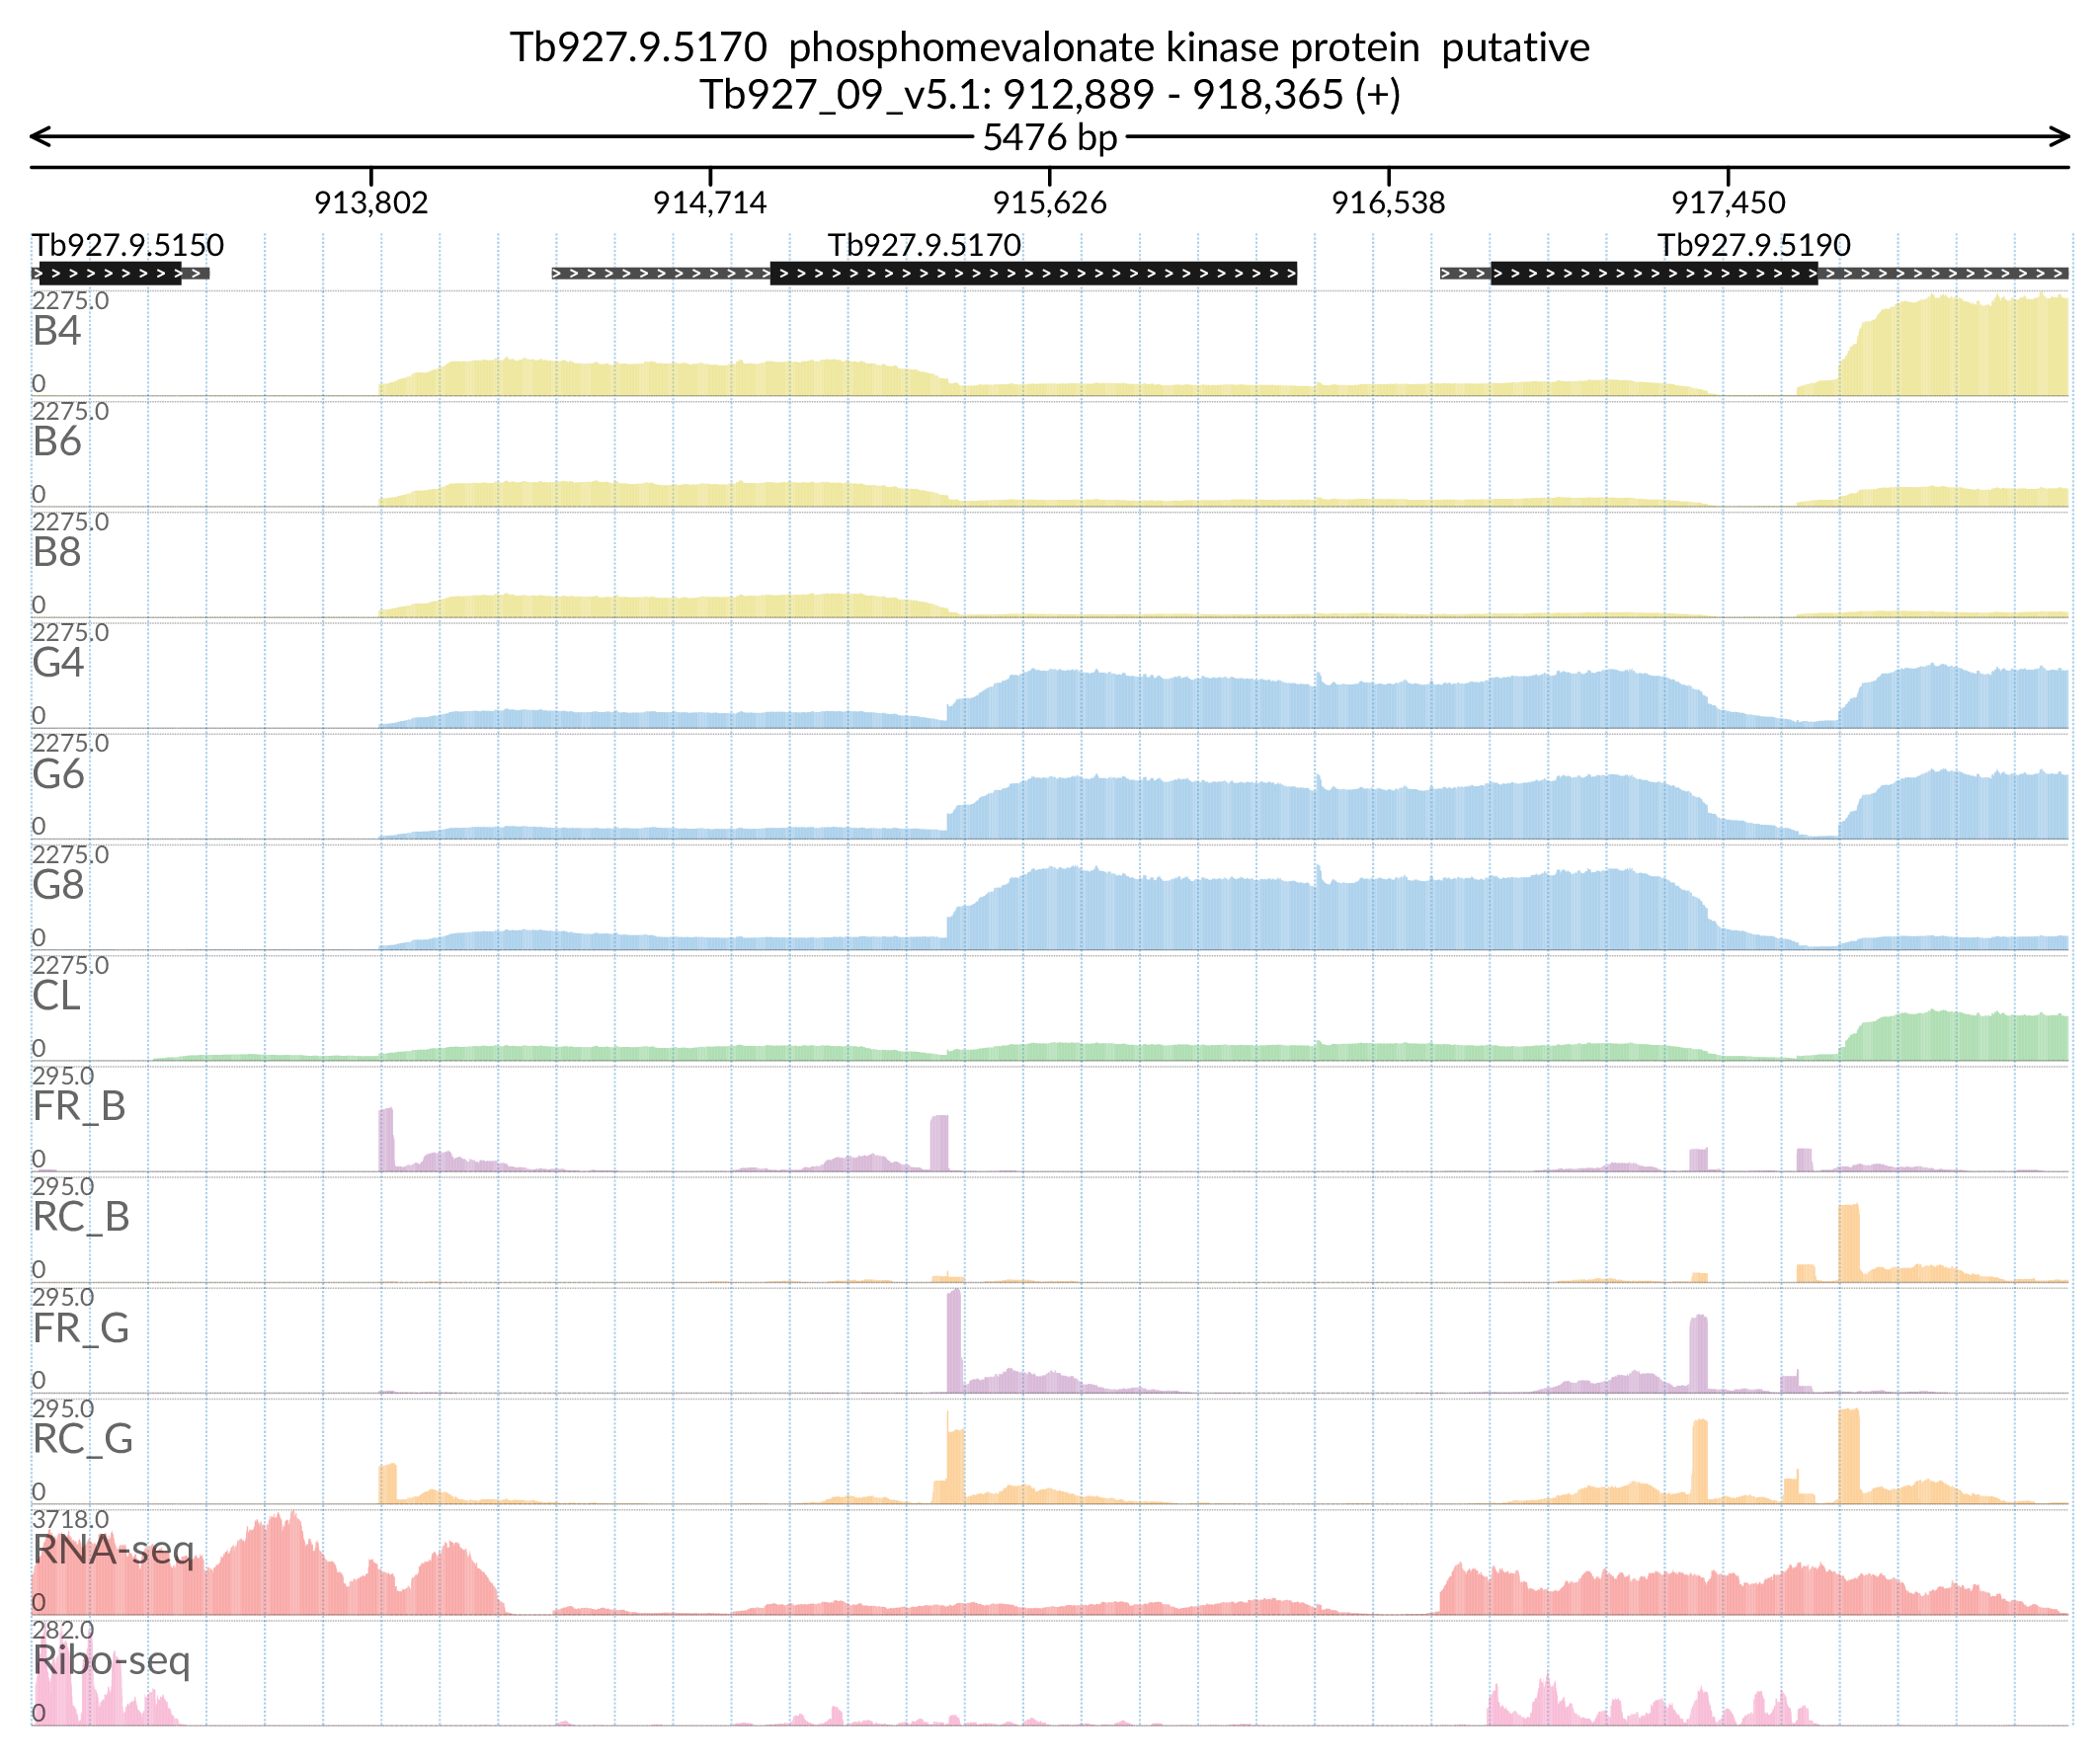 Tb927.9.5170  phosphomevalonate kinase protein  putative
Tb927_09_v5.1: 912,889 - 918,365 (+)
5476 bp
913,802 914,714 915,626 916,538 917,450
Tb927.9.5150 Tb927.9.5170 Tb927.9.5190
2275.0
B4
0
2275.0
B6
0
2275.0
B8
0
2275.0
G4
0
2275.0
G6
0
2275.0
G8
0
2275.0
CL
0
295.0
FR_B
0
295.0
RC_B
0
295.0
FR_G
0
295.0
RC_G
0
3718.0
RNA-seq
0
282.0
Ribo-seq
0